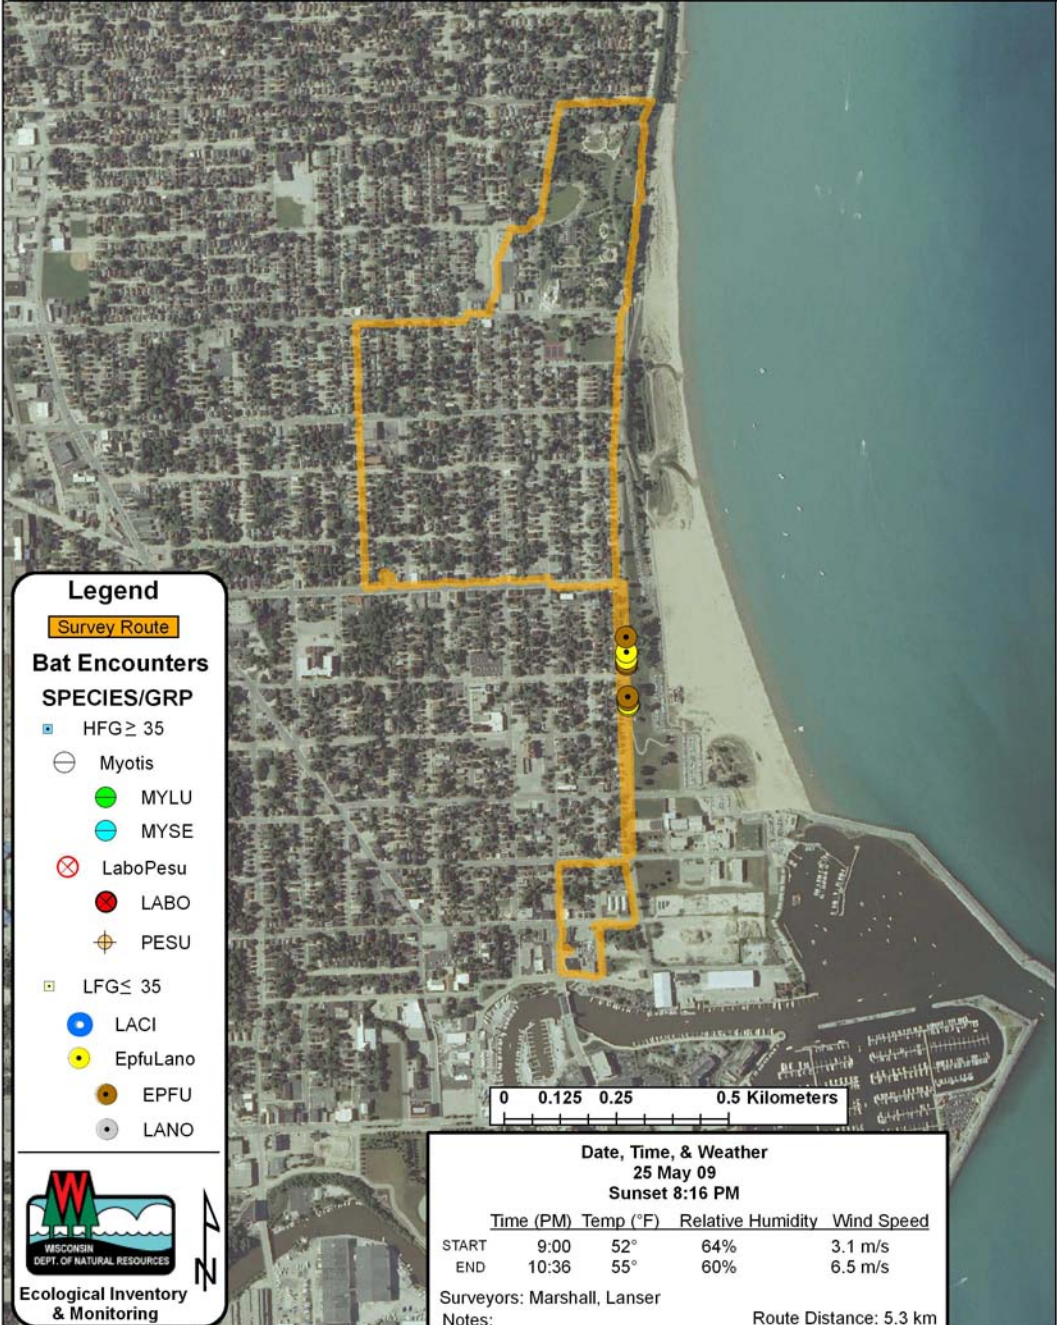 Legend
Survey Route
Bat Encounters
SPECIES/GRP
HFG ≥ 35
Myotis
MYLU
MYSE
LaboPesu
LABO
PESU
LFG ≤ 35
LACI
EpfuLano
EPFU
LANO
W
WISCONSIN
DEPT. OF NATURAL RESOURCES
N
Ecological Inventory
& Monitoring
0 0.125 0.25 0.5 Kilometers
Date, Time, & Weather
25 May 09
Sunset 8:16 PM
Time (PM) Temp (°F) Relative Humidity Wind Speed
START 9:00 52° 64% 3.1 m/s
END 10:36 55° 60% 6.5 m/s
Surveyors: Marshall, Lanser
Notes: Route Distance: 5.3 km